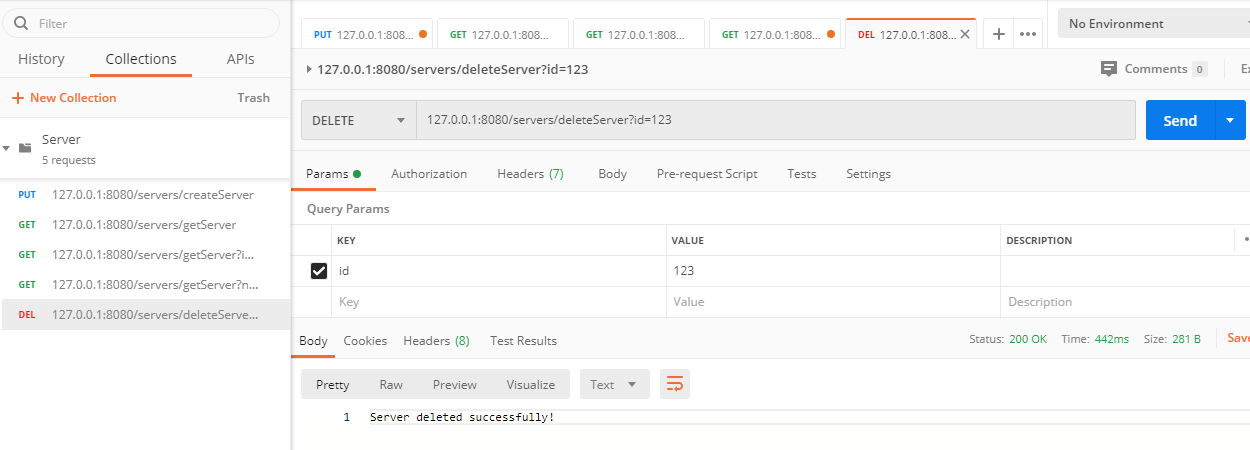 Filter
History Collections APIs
New Collection Trash
Server
5 requests
PUT 127.0.0.1:8080/servers/createServer
GET 127.0.0.1:8080/servers/getServer
GET 127.0.0.1:8080/servers/getServer?i...
GET 127.0.0.1:8080/servers/getServer?n...
DEL 127.0.0.1:8080/servers/deleteServe...
PUT 127.0.0.1:808... GET 127.0.0.1:808... GET 127.0.0.1:808... GET 127.0.0.1:808... DEL 127.0.0.1:808... No Environment
127.0.0.1:8080/servers/deleteServer?id=123 Comments 0 Ex
DELETE 127.0.0.1:8080/servers/deleteServer?id=123 Send
Params Authorization Headers (7) Body Pre-request Script Tests Settings
Query Params
KEY VALUE DESCRIPTION
id 123
Key Value Description
Body Cookies Headers (8) Test Results Status: 200 OK Time: 442ms Size: 281 B Save
Pretty Raw Preview Visualize Text
1 Server deleted successfully!